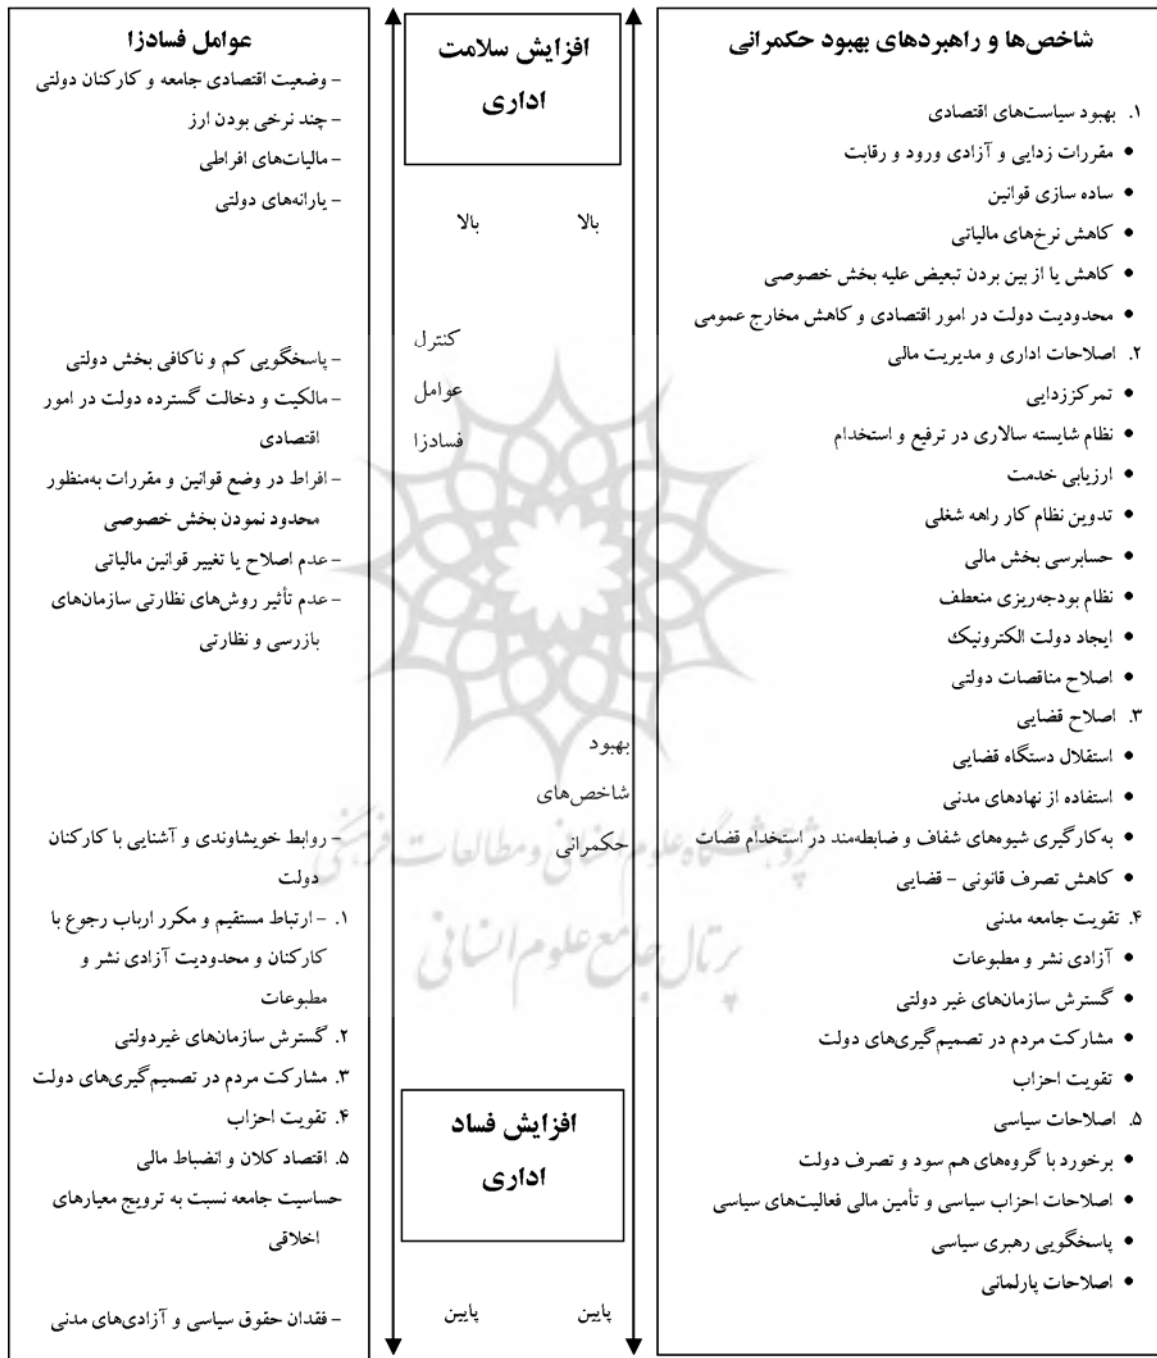 شاخص‌ها و راهبردهای بهبود حکمرانی
۱. بهبود سیاست‌های اقتصادی
• مقررات زدایی و آزادی ورود و رقابت
• ساده سازی قوانین
• کاهش نرخ‌های مالیاتی
• کاهش یا از بین بردن تبعیض علیه بخش خصوصی
• محدودیت دولت در امور اقتصادی و کاهش مخارج عمومی
۲. اصلاحات اداری و مدیریت مالی
• تمرکززدایی
• نظام شایسته سالاری در ترفیع و استخدام
• ارزیابی خدمت
• تدوین نظام کار راهه شغلی
• حسابرسی بخش مالی
• نظام بودجه‌ریزی منعطف
• ایجاد دولت الکترونیک
• اصلاح مناقصات دولتی
۳. اصلاح قضایی
• استقلال دستگاه قضایی
• استفاده از نهادهای مدنی
• به‌کارگیری شیوه‌های شفاف و ضابطه‌مند در استخدام قضات
• کاهش تصرف قانونی – قضایی
۴. تقویت جامعه مدنی
• آزادی نشر و مطبوعات
• گسترش سازمان‌های غیر دولتی
• مشارکت مردم در تصمیم‌گیری‌های دولت
• تقویت احزاب
۵. اصلاحات سیاسی
• برخورد با گروه‌های هم سود و تصرف دولت
• اصلاحات احزاب سیاسی و تأمین مالی فعالیت‌های سیاسی
• پاسخگویی رهبری سیاسی
• اصلاحات پارلمانی
افزایش سلامت
اداری
بالا بالا
کنترل
عوامل
فسادزا
بهبود
شاخص‌های
حکمرانی
پژوهشگاه علوم انسانی و مطالعات فرهنگی
پرتال جامع علوم انسانی
افزایش فساد
اداری
پایین پایین
عوامل فسادزا
– وضعیت اقتصادی جامعه و کارکنان دولتی
– چند نرخی بودن ارز
– مالیات‌های افراطی
– یارانه‌های دولتی
– پاسخگویی کم و ناکافی بخش دولتی
– مالکیت و دخالت گسترده دولت در امور
اقتصادی
– افراط در وضع قوانین و مقررات به‌منظور
محدود نمودن بخش خصوصی
– عدم اصلاح یا تغییر قوانین مالیاتی
– عدم تأثیر روش‌های نظارتی سازمان‌های
بازرسی و نظارتی
– روابط خویشاوندی و آشنایی با کارکنان
دولت
۱. – ارتباط مستقیم و مکرر ارباب رجوع با
کارکنان و محدودیت آزادی نشر و
مطبوعات
۲. گسترش سازمان‌های غیردولتی
۳. مشارکت مردم در تصمیم‌گیری‌های دولت
۴. تقویت احزاب
۵. اقتصاد کلان و انضباط مالی
حساسیت جامعه نسبت به ترویج معیارهای
اخلاقی
– فقدان حقوق سیاسی و آزادی‌های مدنی